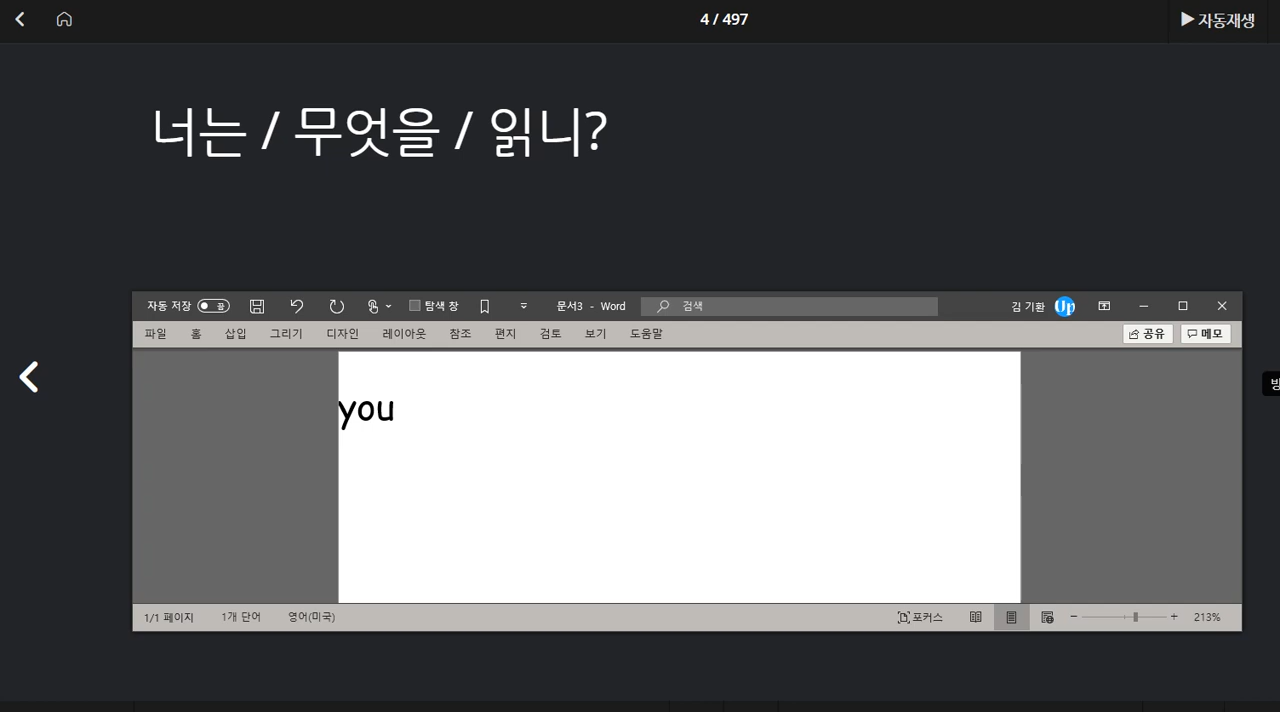 4 / 497
▶ 자동재생
너는 / 무엇을 / 읽니?
자동 저장 끔 탐색 창 문서3 - Word 검색 김 기환 Up
파일 홈 삽입 그리기 디자인 레이아웃 참조 편지 검토 보기 도움말 공유 메모
you
1/1 페이지 1개 단어 영어(미국) 포커스 213%